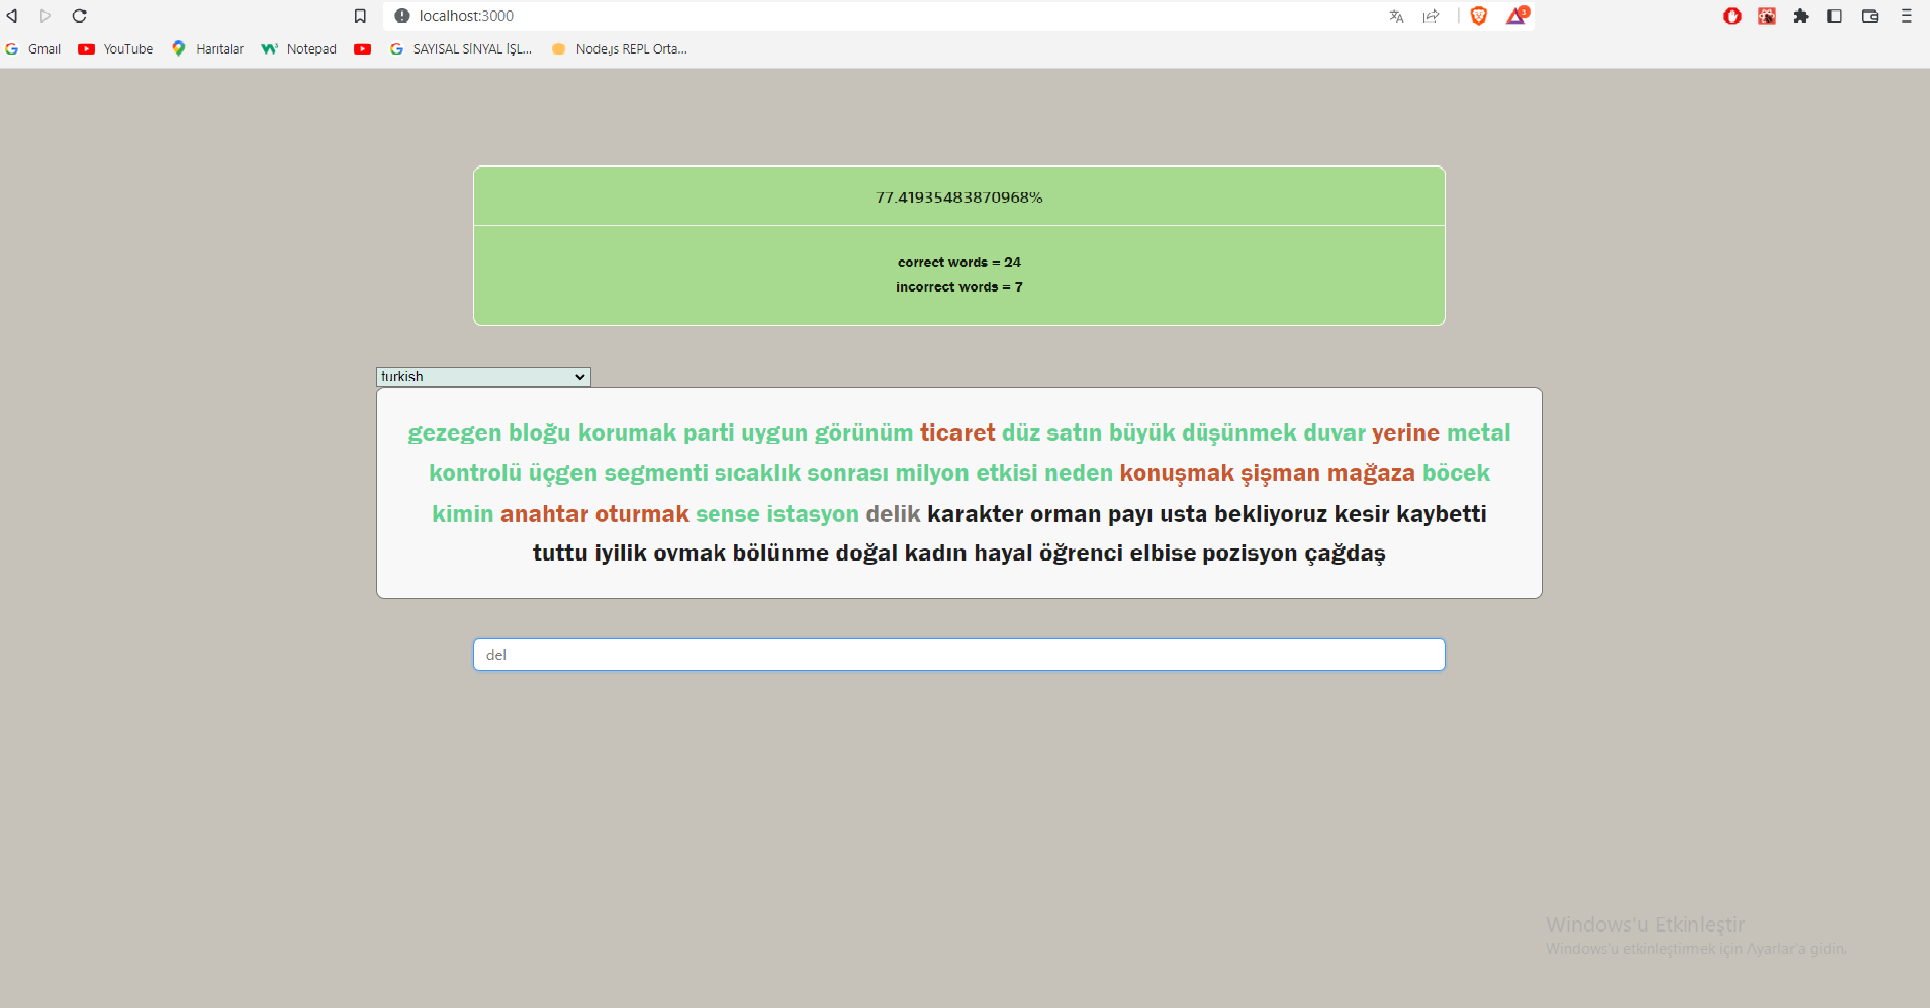 localhost:3000
3
Gmail YouTube Haritalar Notepad SAYISAL SİNYAL İŞL... Node.js REPL Orta...
77.41935483870968%
correct words = 24
incorrect words = 7
turkish
gezegen bloğu korumak parti uygun görünüm ticaret düz satın büyük düşünmek duvar yerine metal
kontrolü üçgen segmenti sıcaklık sonrası milyon etkisi neden konuşmak şişman mağaza böcek
kimin anahtar oturmak sense istasyon delik karakter orman payı usta bekliyoruz kesir kaybetti
tuttu iyilik ovmak bölünme doğal kadın hayal öğrenci elbise pozisyon çağdaş
del
Windows'u Etkinleştir
Windows'u etkinleştirmek için Ayarlar'a gidin.